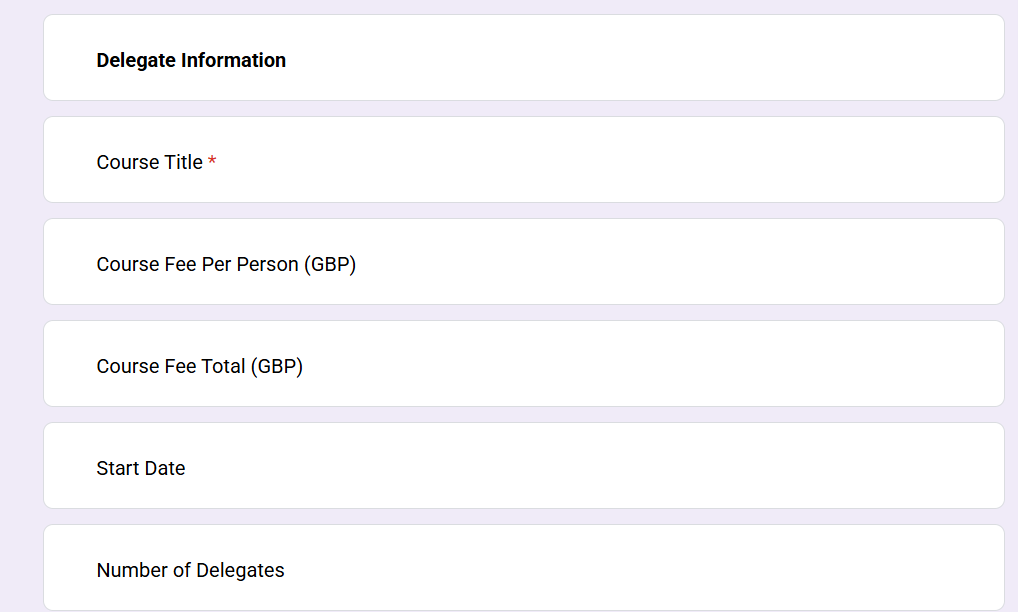 Delegate Information
Course Title *
Course Fee Per Person (GBP)
Course Fee Total (GBP)
Start Date
Number of Delegates